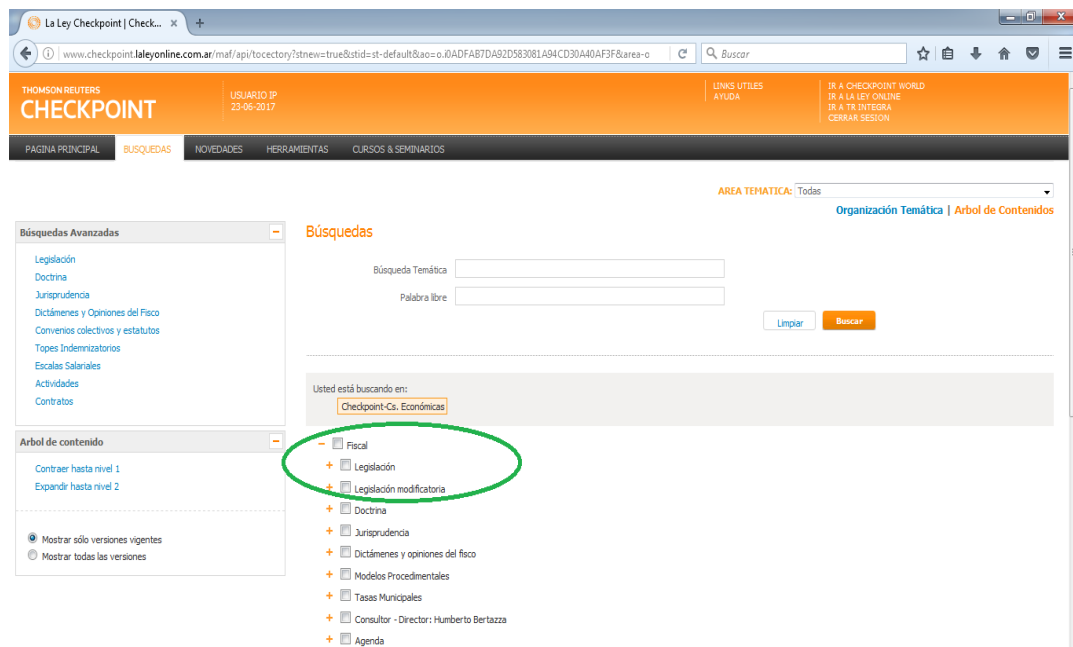 La Ley Checkpoint | Check...
www.checkpoint.laleyonline.com.ar/maf/api/tocectory?stnew=true&stid=st-default&ao=o.i0ADFAB7DA92D583081A94CD30A40AF3F&area-o
Buscar
THOMSON REUTERS
CHECKPOINT
USUARIO IP
23-06-2017
LINKS UTILES
AYUDA
IR A CHECKPOINT WORLD
IR A LA LEY ONLINE
IR A TR INTEGRA
CERRAR SESION
PAGINA PRINCIPAL BUSQUEDAS NOVEDADES HERRAMIENTAS CURSOS & SEMINARIOS
AREA TEMATICA: Todas
Organización Temática | Arbol de Contenidos
Búsquedas Avanzadas
Legislación
Doctrina
Jurisprudencia
Dictámenes y Opiniones del Fisco
Convenios colectivos y estatutos
Topes Indemnizatorios
Escalas Salariales
Actividades
Contratos
Arbol de contenido
Contraer hasta nivel 1
Expandir hasta nivel 2
Mostrar sólo versiones vigentes
Mostrar todas las versiones
Búsquedas
Búsqueda Temática
Palabra libre
Limpiar Buscar
Usted está buscando en:
Checkpoint-Cs. Económicas
Fiscal
Legislación
Legislación modificatoria
Doctrina
Jurisprudencia
Dictámenes y opiniones del fisco
Modelos Procedimentales
Tasas Municipales
Consultor - Director: Humberto Bertazza
Agenda